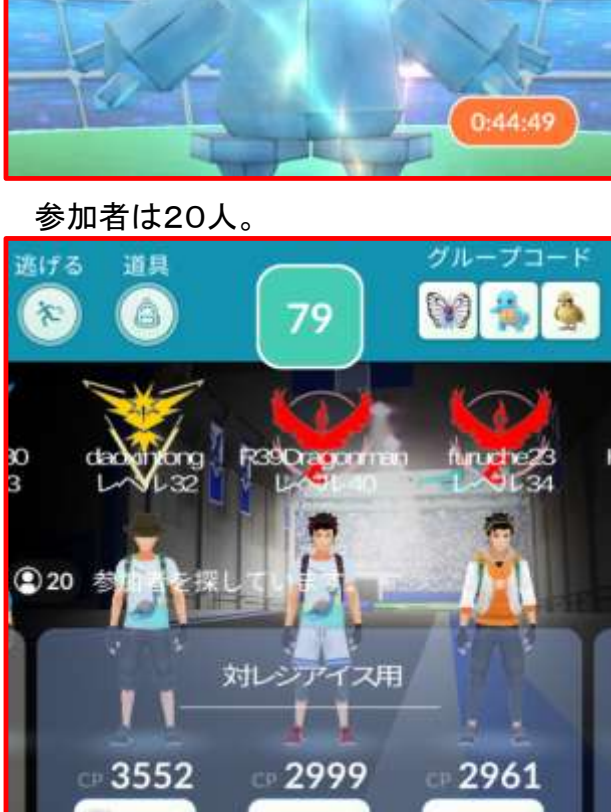 0:44:49
参加者は20人。
逃げる 道具 グループコード
79
daoxintong R39Dragonman furuche23
レベル32 レベル40 レベル34
20 参加者を探しています
対レジアイス用
CP 3552 CP 2999 CP 2961